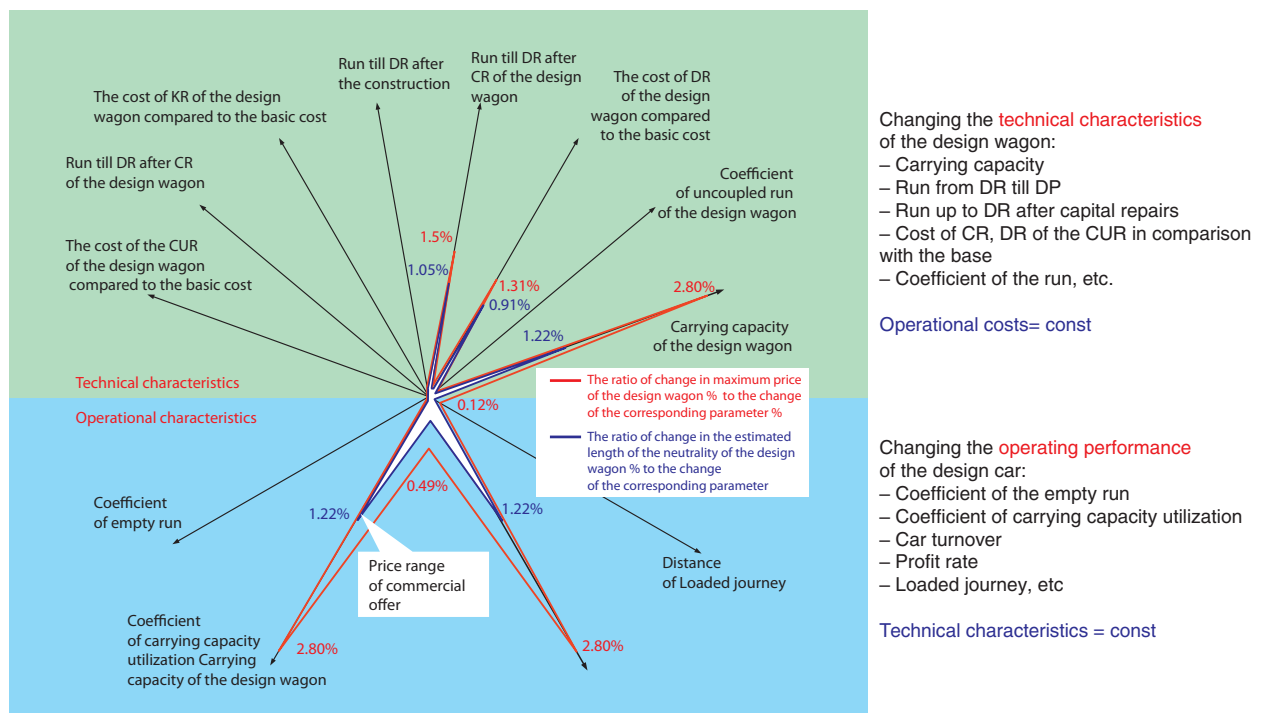 Run till DR after
the construction
Run till DR after
CR of the design
wagon
The cost of DR
of the design
wagon compared
to the basic cost
The cost of KR of the design
wagon compared to the basic cost
Run till DR after CR
of the design wagon
Coefficient
of uncoupled run
of the design wagon
The cost of the CUR
of the design wagon
compared to the basic cost
1.5%
1.05%
1.31%
0.91%
2.80%
1.22%
Carrying capacity
of the design wagon
Technical characteristics
Operational characteristics
0.12%
The ratio of change in maximum price
of the design wagon % to the change
of the corresponding parameter %
The ratio of change in the estimated
length of the neutrality of the design
wagon % to the change
of the corresponding parameter
0.49%
Coefficient
of empty run
1.22%
1.22%
Price range
of commercial
offer
Distance
of Loaded journey
Coefficient
of carrying capacity
utilization Carrying
capacity of the design wagon
2.80%
2.80%
Changing the technical characteristics
of the design wagon:
– Carrying capacity
– Run from DR till DP
– Run up to DR after capital repairs
– Cost of CR, DR of the CUR in comparison
with the base
– Coefficient of the run, etc.
Operational costs= const
Changing the operating performance
of the design car:
– Coefficient of the empty run
– Coefficient of carrying capacity utilization
– Car turnover
– Profit rate
– Loaded journey, etc
Technical characteristics = const